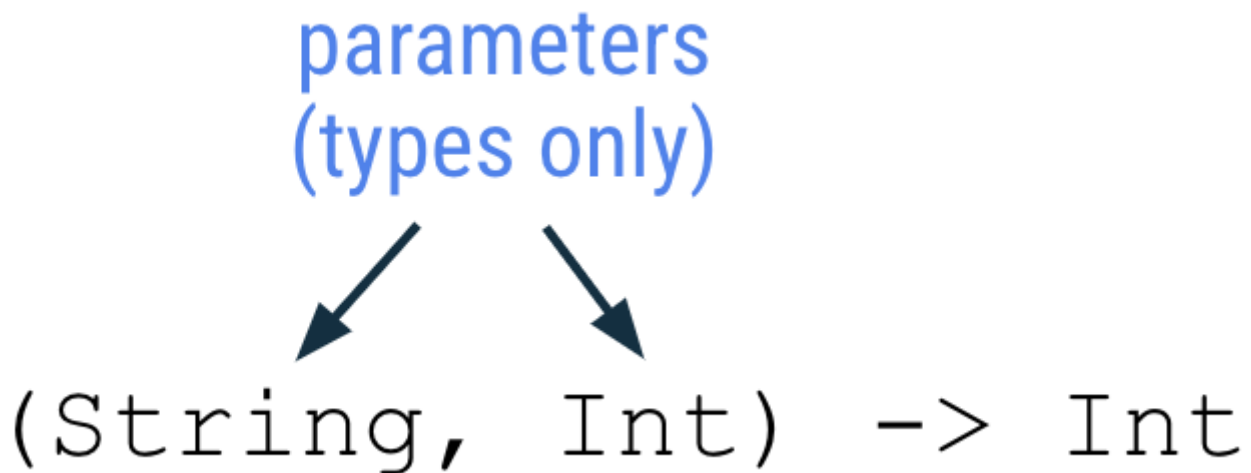 parameters
(types only)
(String, Int) -> Int